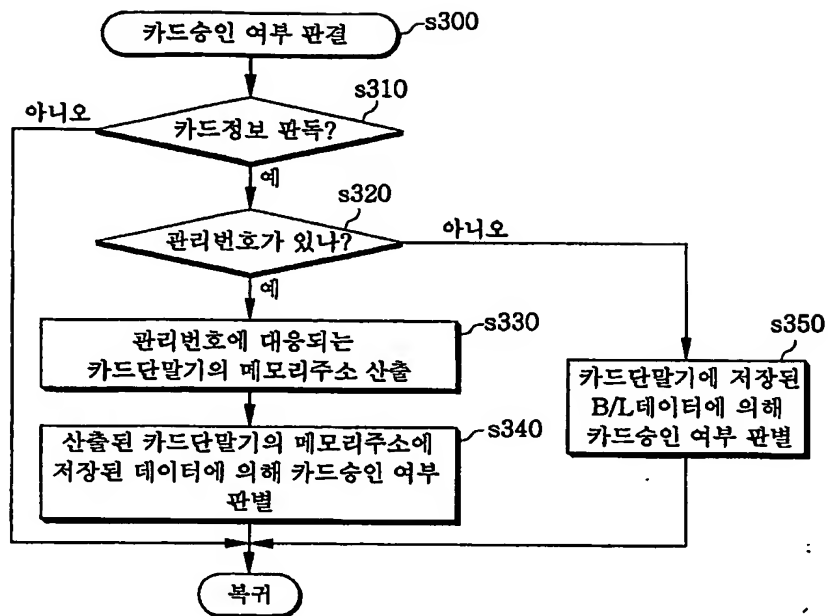 카드승인 여부 판결
s300
s310
아니오
카드정보 판독?
예
s320
관리번호가 있나?
아니오
예
s330
관리번호에 대응되는
카드단말기의 메모리주소 산출
s350
카드단말기에 저장된
B/L데이터에 의해
카드승인 여부 판별
s340
산출된 카드단말기의 메모리주소에
저장된 데이터에 의해 카드승인 여부
판별
복귀